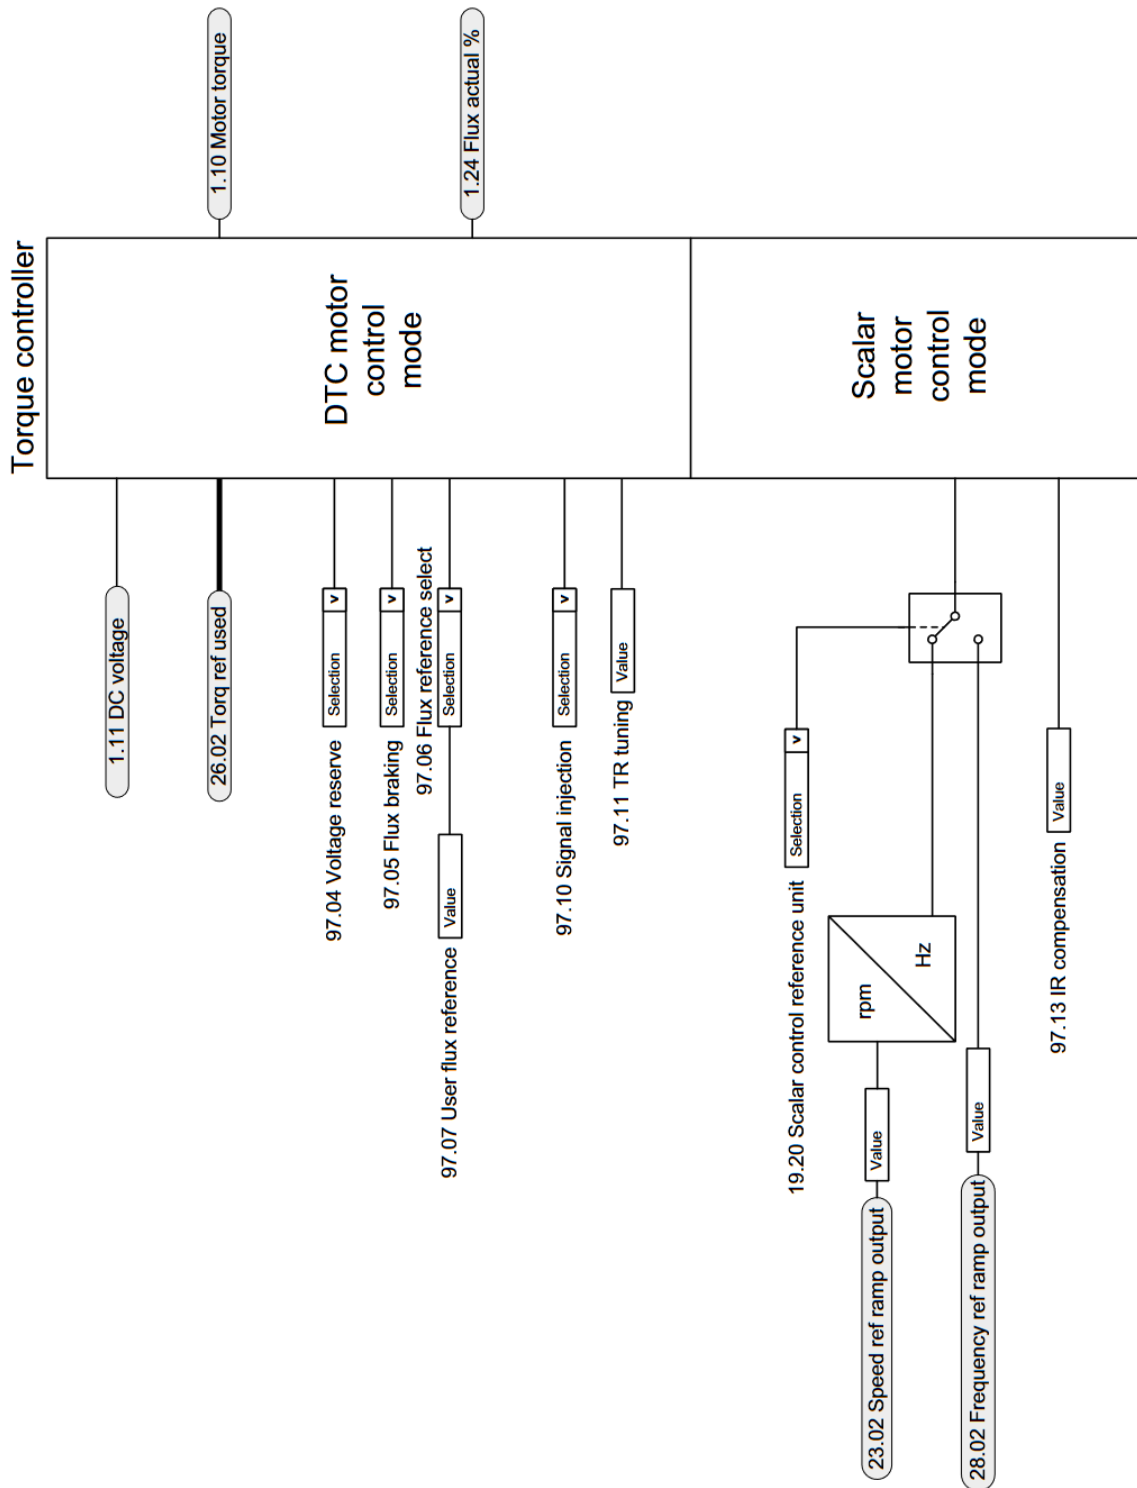 Torque controller
1.11 DC voltage
26.02 Torq ref used
97.04 Voltage reserve
Selection
v
97.05 Flux braking
Selection
v
97.06 Flux reference select
97.07 User flux reference
Value
Selection
v
97.10 Signal injection
Selection
v
97.11 TR tuning
Value
DTC motor
control
mode
1.10 Motor torque
1.24 Flux actual %
19.20 Scalar control reference unit
Selection
v
23.02 Speed ref ramp output
Value
rpm
Hz
28.02 Frequency ref ramp output
Value
97.13 IR compensation
Value
Scalar
motor
control
mode